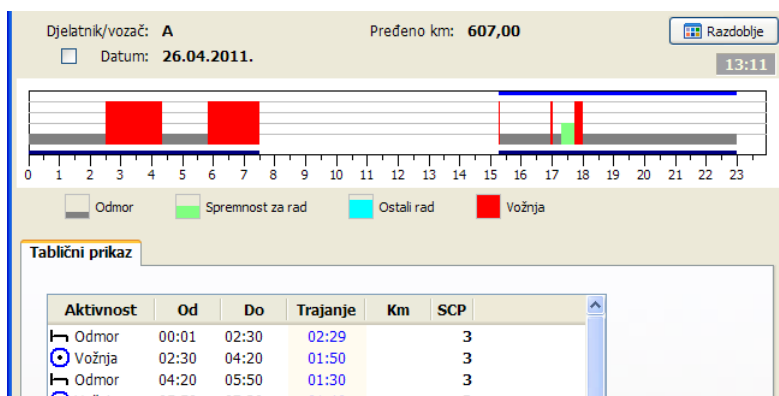 Djelatnik/vozač: A Pređeno km: 607,00 Razdoblje
Datum: 26.04.2011. 13:11
0 1 2 3 4 5 6 7 8 9 10 11 12 13 14 15 16 17 18 19 20 21 22 23
Odmor Spremnost za rad Ostali rad Vožnja
Tablični prikaz
Aktivnost Od Do Trajanje Km SCP
Odmor 00:01 02:30 02:29 3
Vožnja 02:30 04:20 01:50 3
Odmor 04:20 05:50 01:30 3